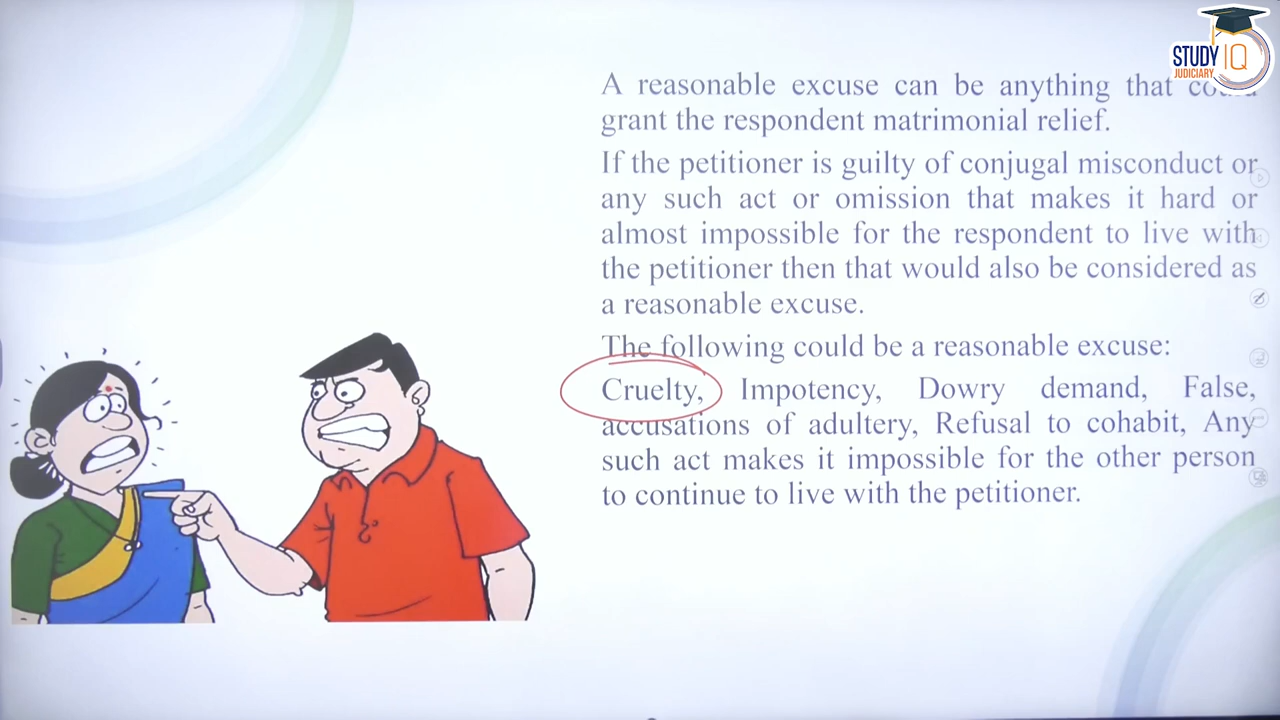 STUDY IQ
JUDICIARY
A reasonable excuse can be anything that could
grant the respondent matrimonial relief.
If the petitioner is guilty of conjugal misconduct or
any such act or omission that makes it hard or
almost impossible for the respondent to live with
the petitioner then that would also be considered as
a reasonable excuse.
The following could be a reasonable excuse:
Cruelty, Impotency, Dowry demand, False,
accusations of adultery, Refusal to cohabit, Any
such act makes it impossible for the other person
to continue to live with the petitioner.